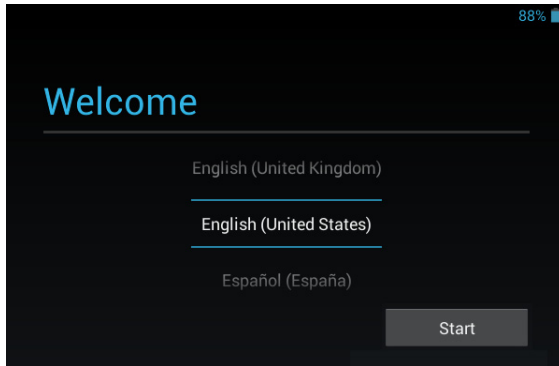 88%
Welcome
English (United Kingdom)
English (United States)
Español (España)
Start